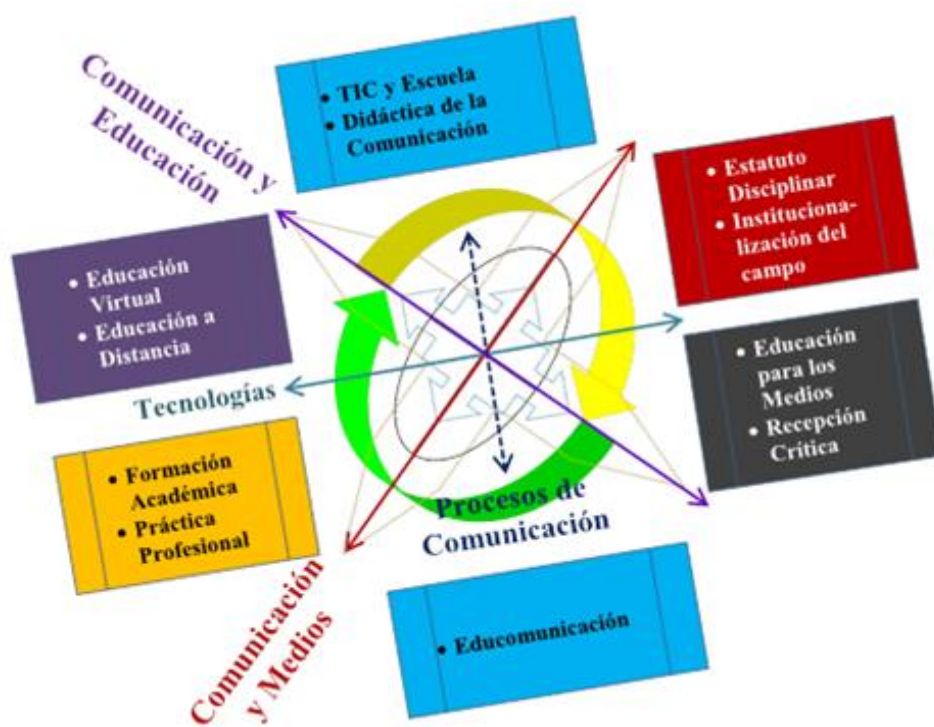 Comunicación y
Educación
• TIC y Escuela
• Didáctica de la
Comunicación
• Estatuto
Disciplinar
• Instituciona-
lización del
campo
• Educación
Virtual
• Educación a
Distancia
• Educación
para los
Medios
• Recepción
Crítica
Tecnologías
• Formación
Académica
• Práctica
Profesional
Procesos de
Comunicación
Comunicación
y Medios
• Educomunicación